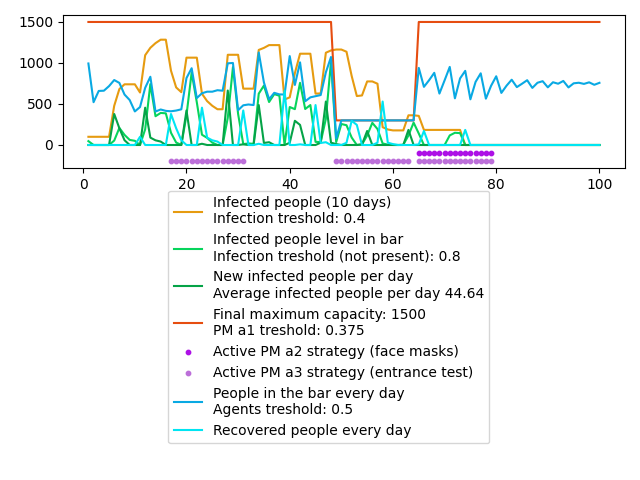 1500
1000
500
0
0
20
40
60
80
100
Infected people (10 days)
Infection treshold: 0.4
Infected people level in bar
Infection treshold (not present): 0.8
New infected people per day
Average infected people per day 44.64
Final maximum capacity: 1500
PM a1 treshold: 0.375
Active PM a2 strategy (face masks)
Active PM a3 strategy (entrance test)
People in the bar every day
Agents treshold: 0.5
Recovered people every day